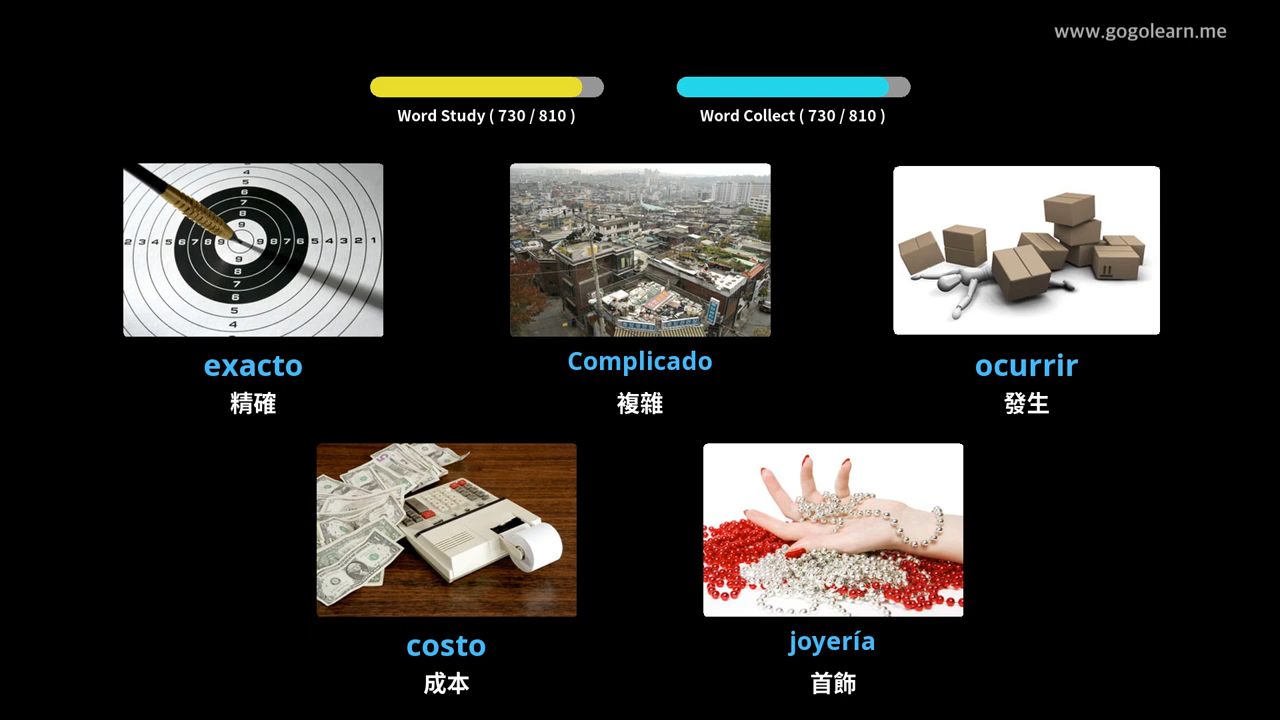 www.gogolearn.me
Word Study ( 730 / 810 )
Word Collect ( 730 / 810 )
exacto
精確
Complicado
複雜
ocurrir
發生
costo
成本
joyería
首飾